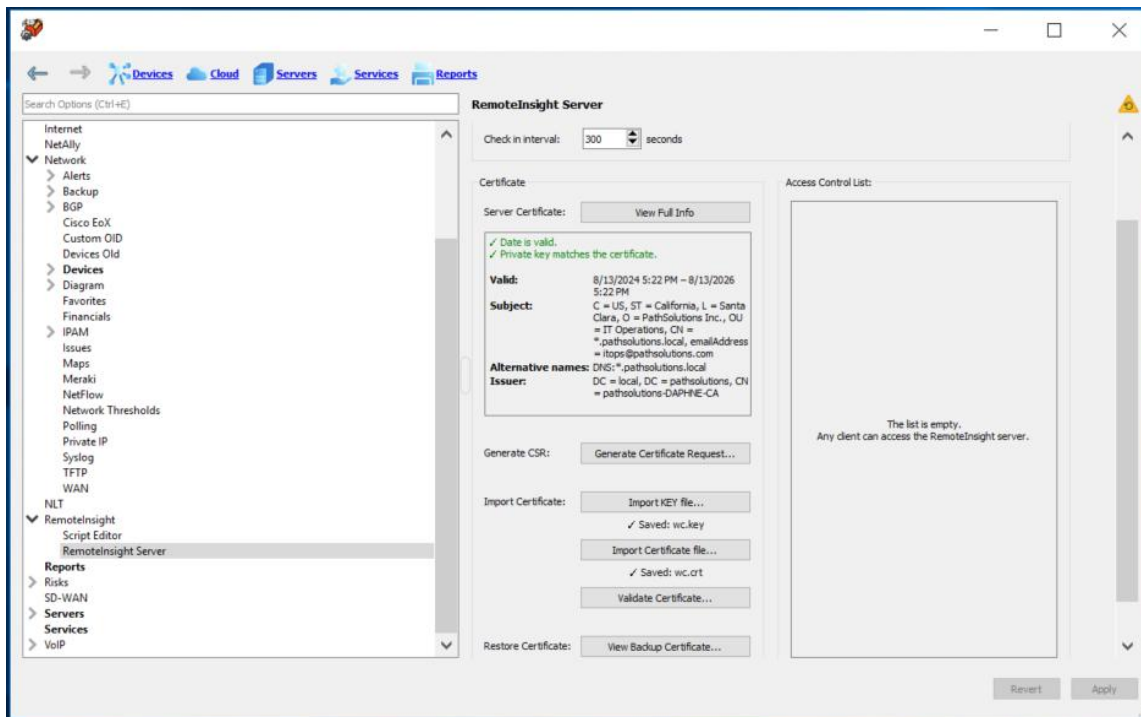 Devices Cloud Servers Services Reports
Search Options (Ctrl+E)
Internet
NetAlly
Network
Alerts
Backup
BGP
Cisco EoX
Custom OID
Devices Old
Devices
Diagram
Favorites
Financials
IPAM
Issues
Maps
Meraki
NetFlow
Network Thresholds
Polling
Private IP
Syslog
TFTP
WAN
NLT
RemoteInsight
Script Editor
RemoteInsight Server
Reports
Risks
SD-WAN
Servers
Services
VoIP
RemoteInsight Server
Check in interval: 300 seconds
Certificate
Server Certificate: View Full Info
✓ Date is valid.
✓ Private key matches the certificate.
Valid: 8/13/2024 5:22 PM – 8/13/2026
5:22 PM
Subject: C = US, ST = California, L = Santa
Clara, O = PathSolutions Inc., OU
= IT Operations, CN =
*.pathsolutions.local, emailAddress
= itops@pathsolutions.com
Alternative names: DNS:*.pathsolutions.local
Issuer: DC = local, DC = pathsolutions, CN
= pathsolutions-DAPHNE-CA
Generate CSR: Generate Certificate Request...
Import Certificate: Import KEY file...
✓ Saved: wc.key
Import Certificate file...
✓ Saved: wc.crt
Validate Certificate...
Restore Certificate: View Backup Certificate...
Access Control List:
The list is empty.
Any client can access the RemoteInsight server.
Revert Apply